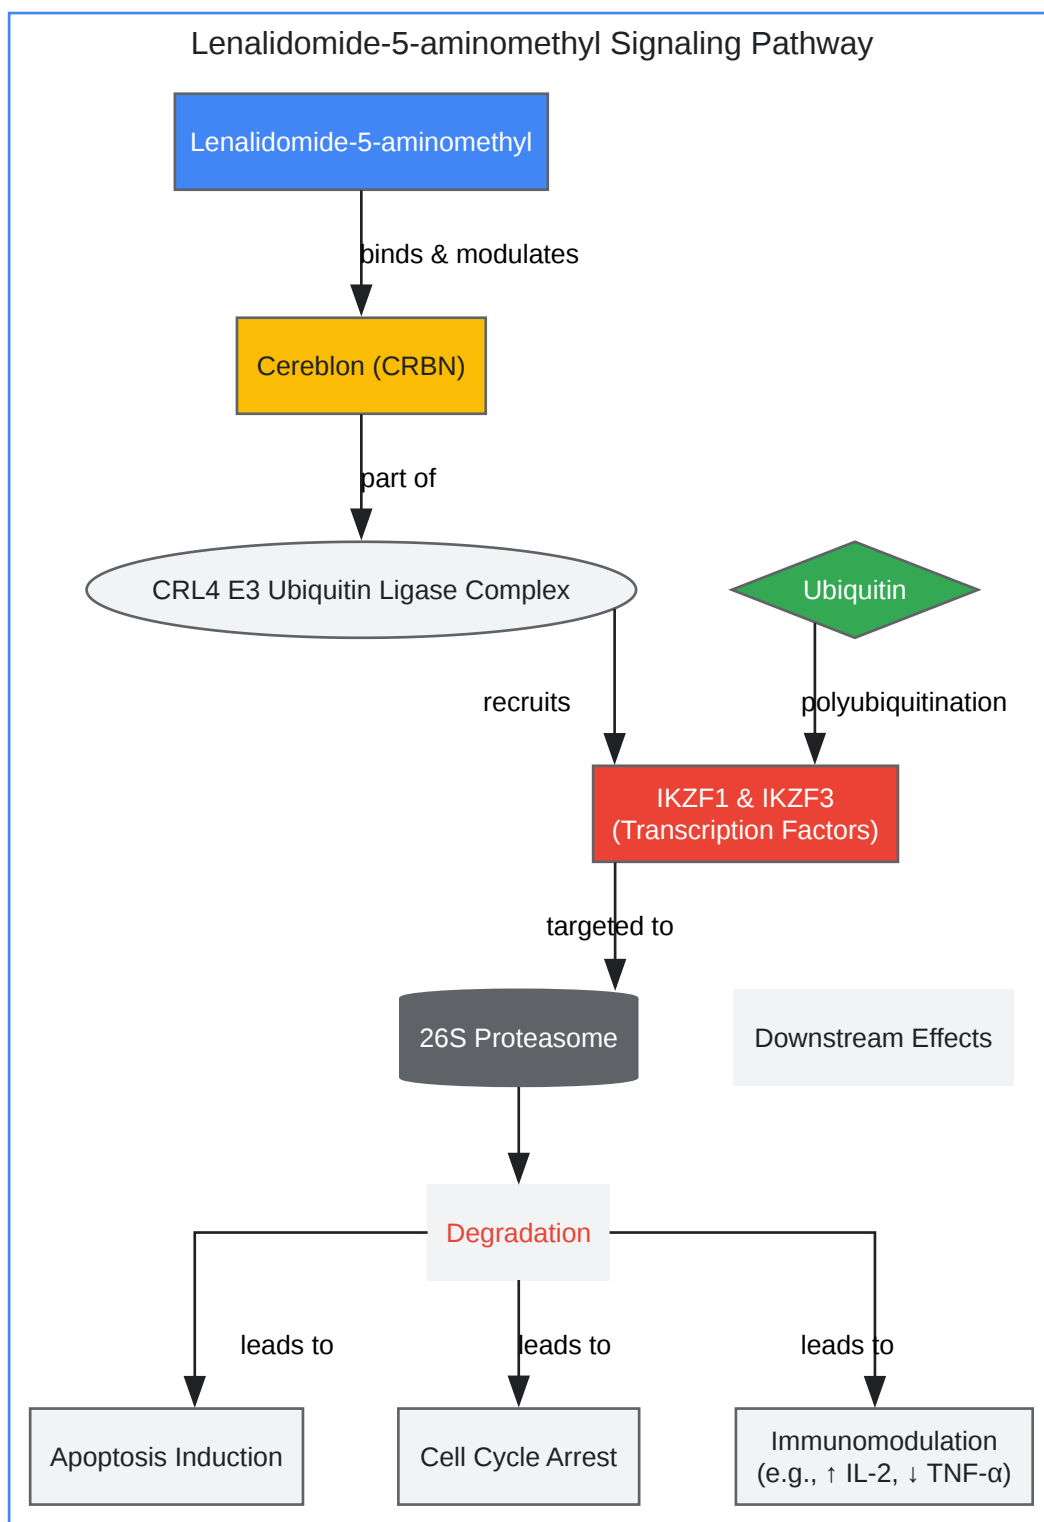 Lenalidomide-5-aminomethyl Signaling Pathway
Lenalidomide-5-aminomethyl
binds & modulates
Cereblon (CRBN)
part of
CRL4 E3 Ubiquitin Ligase Complex
Ubiquitin
recruits
polyubiquitination
IKZF1 & IKZF3
(Transcription Factors)
targeted to
26S Proteasome
Downstream Effects
Degradation
leads to
leads to
leads to
Apoptosis Induction
Cell Cycle Arrest
Immunomodulation
(e.g., ↑ IL-2, ↓ TNF-α)